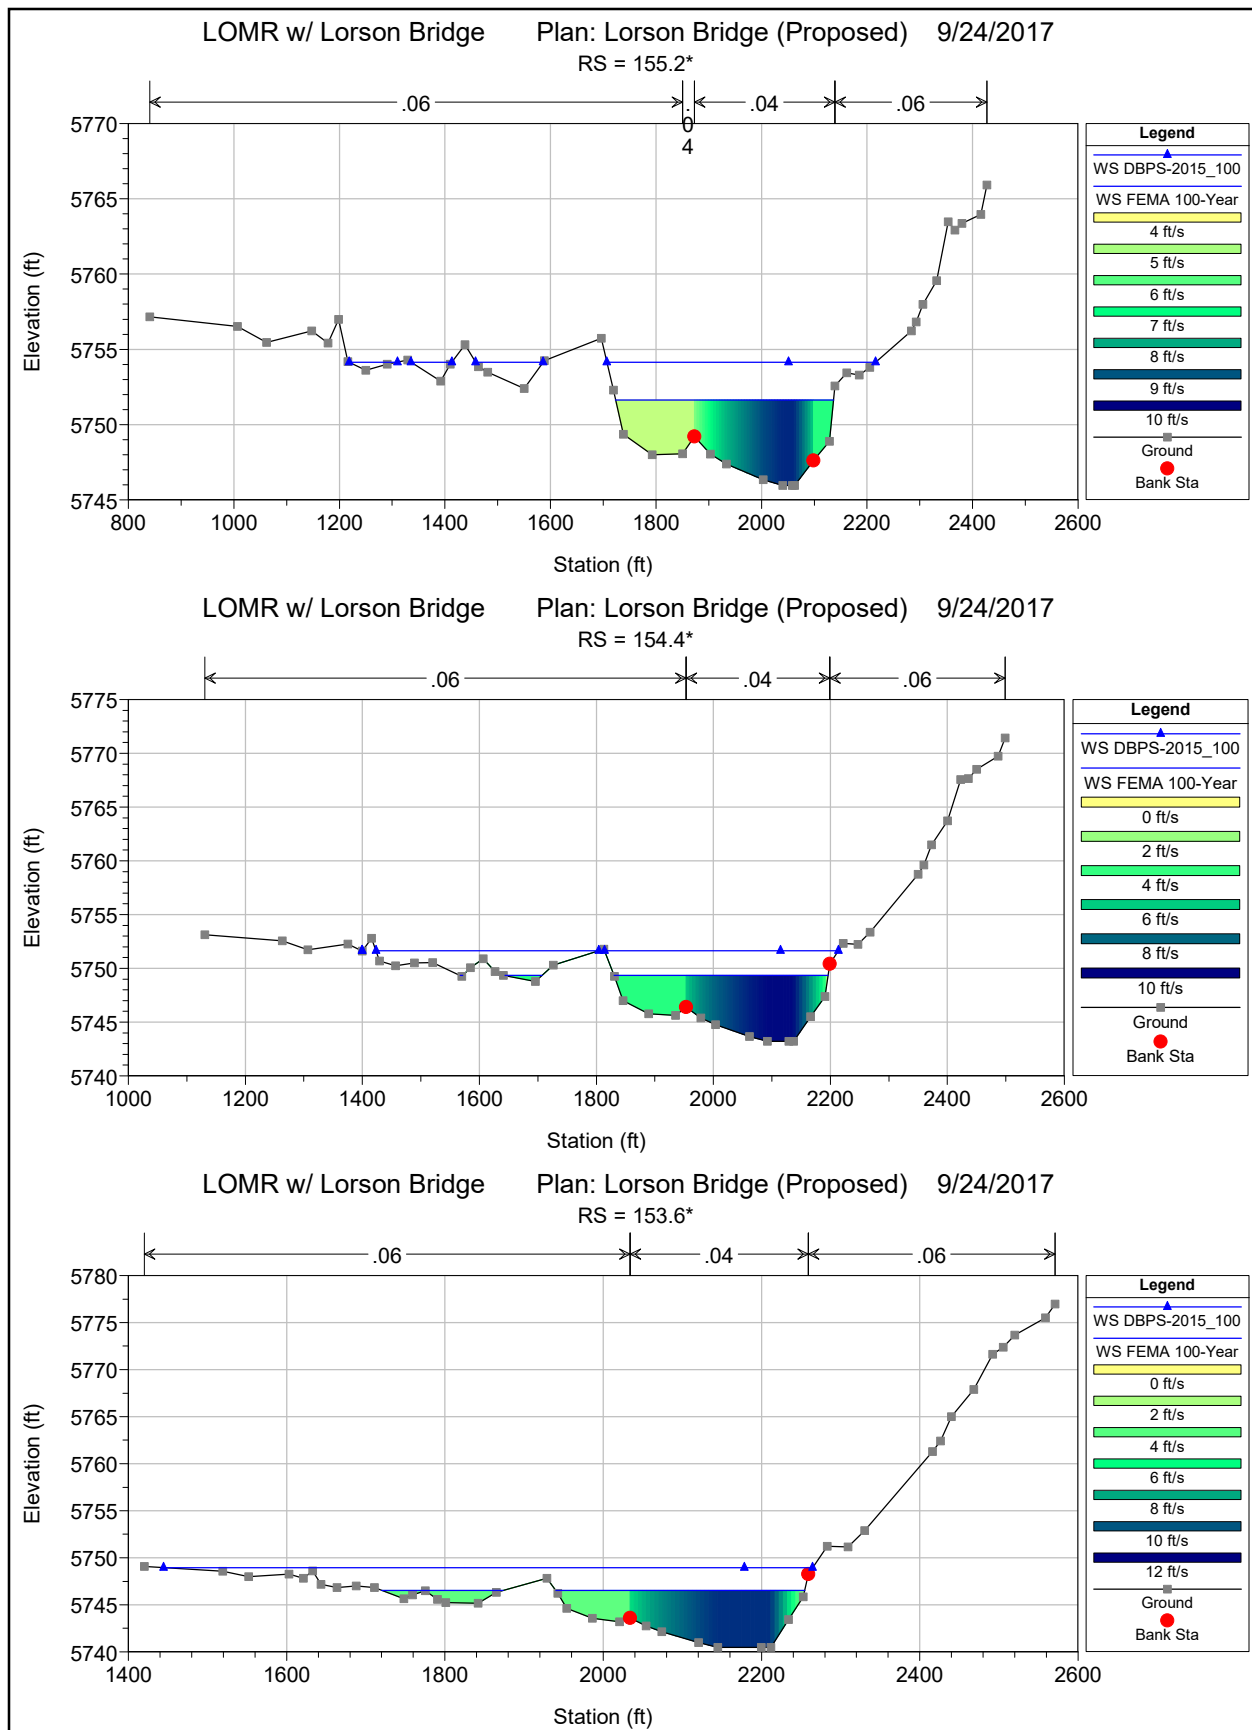 LOMR w/ Lorson Bridge Plan: Lorson Bridge (Proposed) 9/24/2017
RS = 155.2*
.06 .04 .04 .06
Elevation (ft)
5770
5765
5760
5755
5750
5745
800 1000 1200 1400 1600 1800 2000 2200 2400 2600
Station (ft)
Legend
WS DBPS-2015_100
WS FEMA 100-Year
4 ft/s
5 ft/s
6 ft/s
7 ft/s
8 ft/s
9 ft/s
10 ft/s
Ground
Bank Sta
LOMR w/ Lorson Bridge Plan: Lorson Bridge (Proposed) 9/24/2017
RS = 154.4*
.06 .04 .06
Elevation (ft)
5775
5770
5765
5760
5755
5750
5745
5740
1000 1200 1400 1600 1800 2000 2200 2400 2600
Station (ft)
Legend
WS DBPS-2015_100
WS FEMA 100-Year
0 ft/s
2 ft/s
4 ft/s
6 ft/s
8 ft/s
10 ft/s
Ground
Bank Sta
LOMR w/ Lorson Bridge Plan: Lorson Bridge (Proposed) 9/24/2017
RS = 153.6*
.06 .04 .06
Elevation (ft)
5780
5775
5770
5765
5760
5755
5750
5745
5740
1400 1600 1800 2000 2200 2400 2600
Station (ft)
Legend
WS DBPS-2015_100
WS FEMA 100-Year
0 ft/s
2 ft/s
4 ft/s
6 ft/s
8 ft/s
10 ft/s
12 ft/s
Ground
Bank Sta